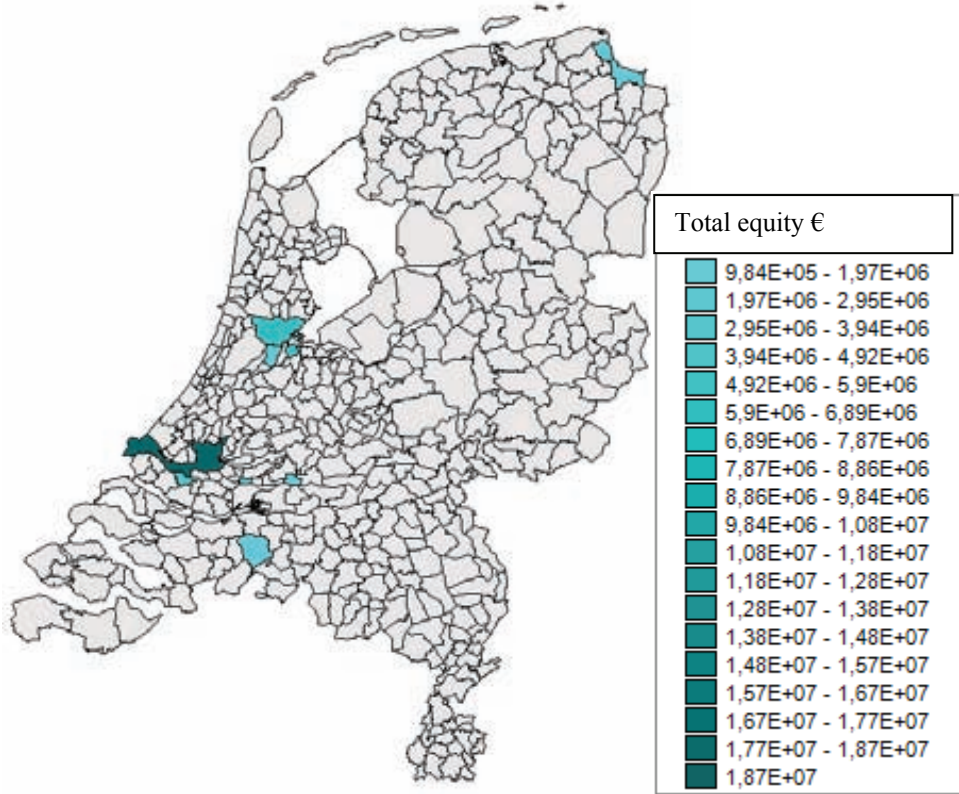 Total equity €
9,84E+05 - 1,97E+06
1,97E+06 - 2,95E+06
2,95E+06 - 3,94E+06
3,94E+06 - 4,92E+06
4,92E+06 - 5,9E+06
5,9E+06 - 6,89E+06
6,89E+06 - 7,87E+06
7,87E+06 - 8,86E+06
8,86E+06 - 9,84E+06
9,84E+06 - 1,08E+07
1,08E+07 - 1,18E+07
1,18E+07 - 1,28E+07
1,28E+07 - 1,38E+07
1,38E+07 - 1,48E+07
1,48E+07 - 1,57E+07
1,57E+07 - 1,67E+07
1,67E+07 - 1,77E+07
1,77E+07 - 1,87E+07
1,87E+07